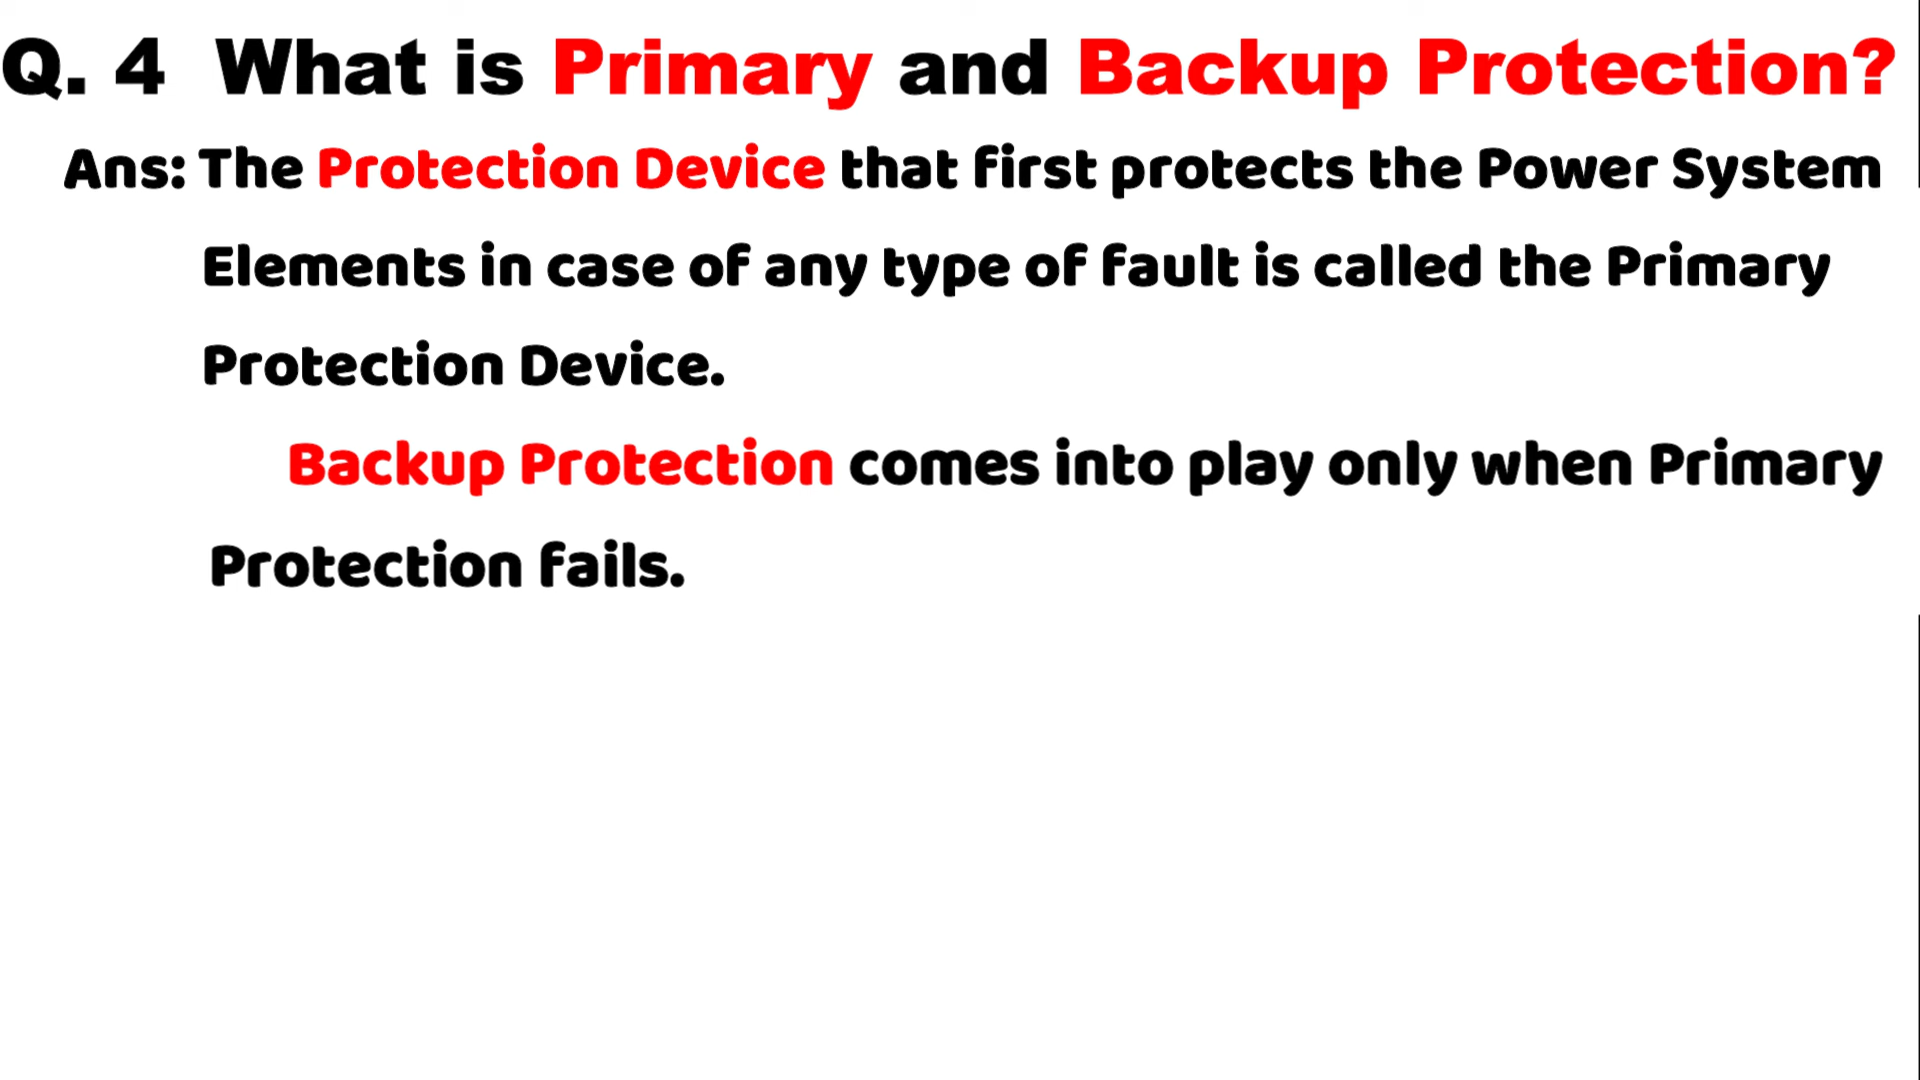 Q. 4 What is Primary and Backup Protection?
Ans: The Protection Device that first protects the Power System
Elements in case of any type of fault is called the Primary
Protection Device.
Backup Protection comes into play only when Primary
Protection fails.